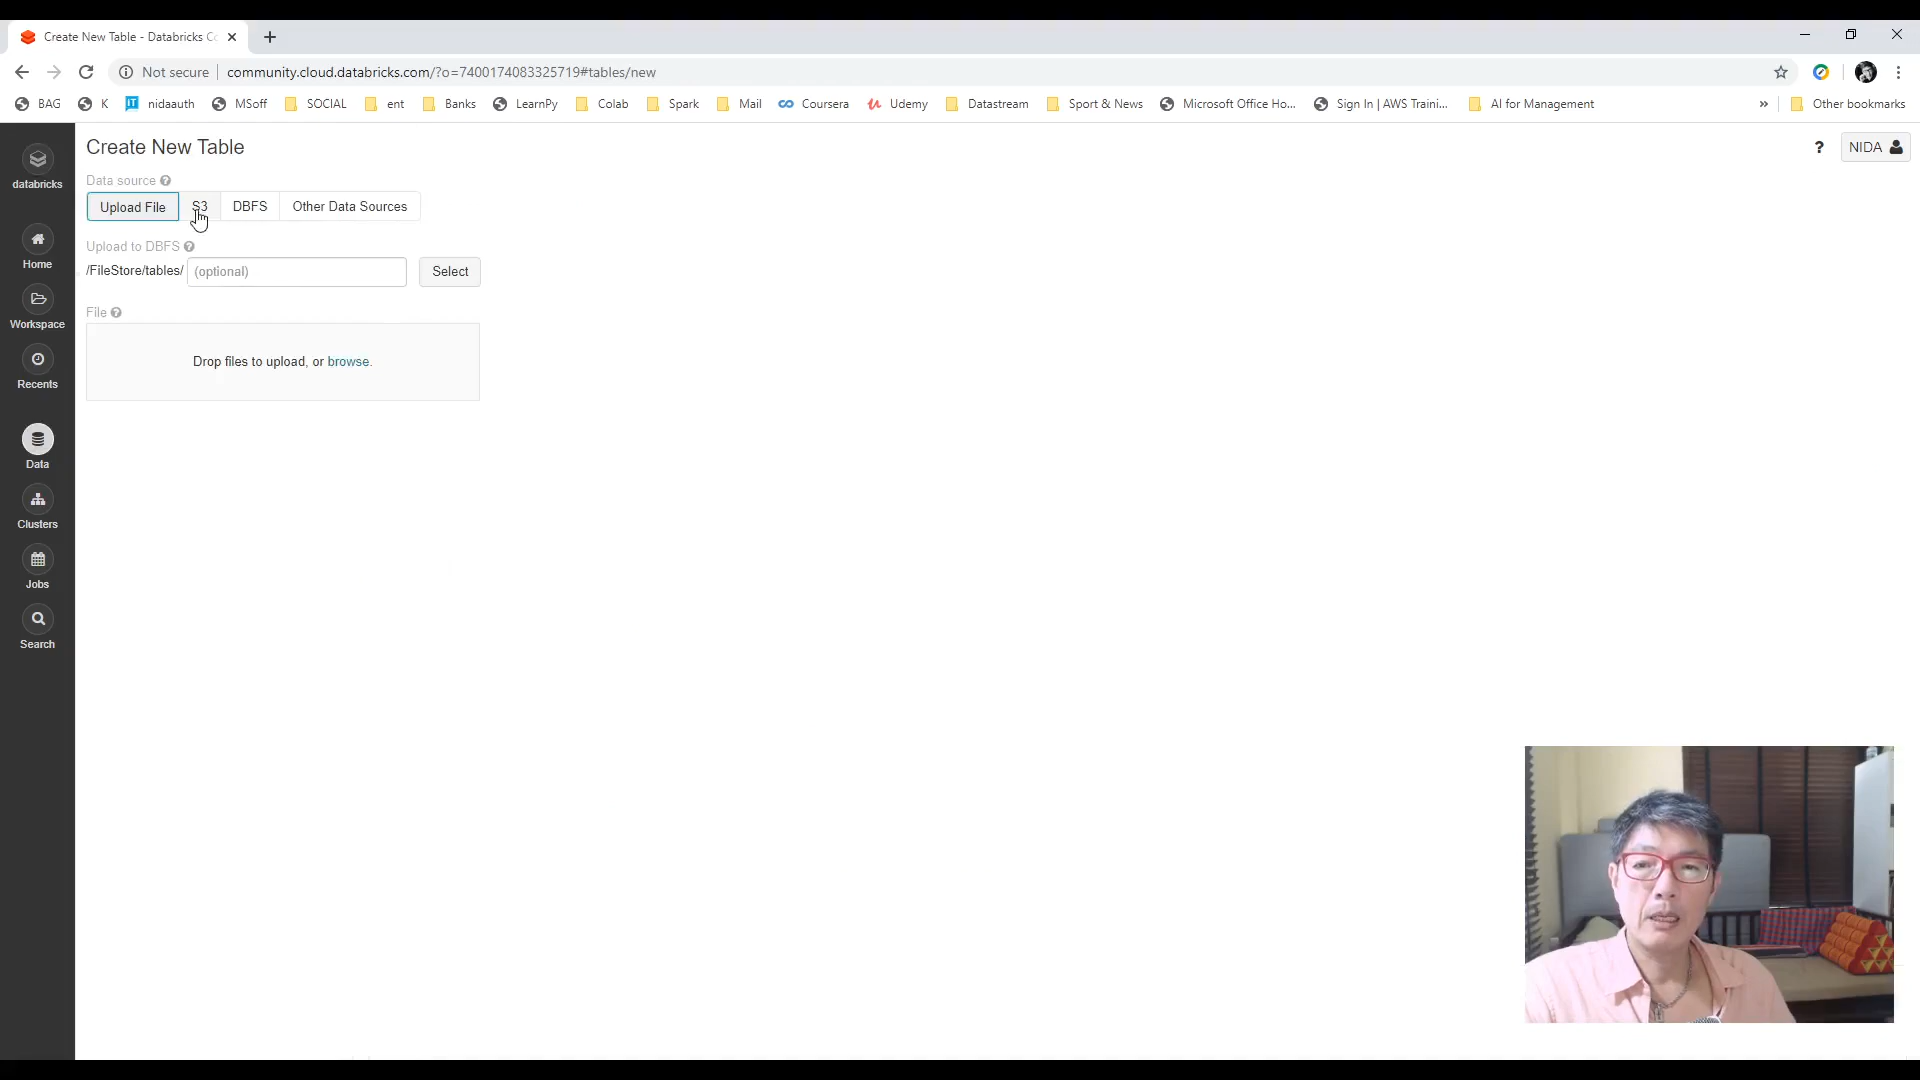 Create New Table - Databricks Co
Not secure community.cloud.databricks.com/?o=7400174083325719#tables/new
BAG K nidaauth MSoff SOCIAL ent Banks LearnPy Colab Spark Mail Coursera Udemy Datastream Sport & News Microsoft Office Ho... Sign In | AWS Traini... AI for Management » Other bookmarks
databricks
Home
Workspace
Recents
Data
Clusters
Jobs
Search
Create New Table
? NIDA
Data source ?
Upload File S3 DBFS Other Data Sources
Upload to DBFS ?
/FileStore/tables/ (optional) Select
File ?
Drop files to upload, or browse.